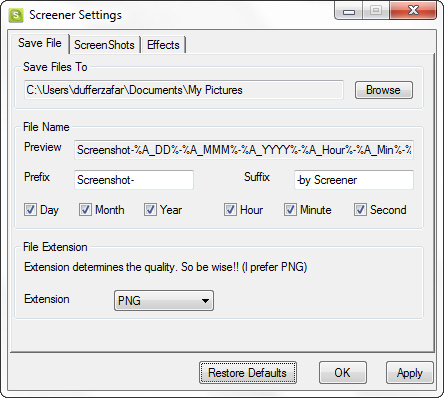 Screener Settings
Save File ScreenShots Effects
Save Files To
C:\Users\dufferzafar\Documents\My Pictures Browse
File Name
Preview Screenshot-%A_DD%-%A_MMM%-%A_YYYY%-%A_Hour%-%A_Min%-%
Prefix Screenshot- Suffix -by Screener
Day Month Year Hour Minute Second
File Extension
Extension determines the quality. So be wise!! (I prefer PNG)
Extension PNG
Restore Defaults OK Apply